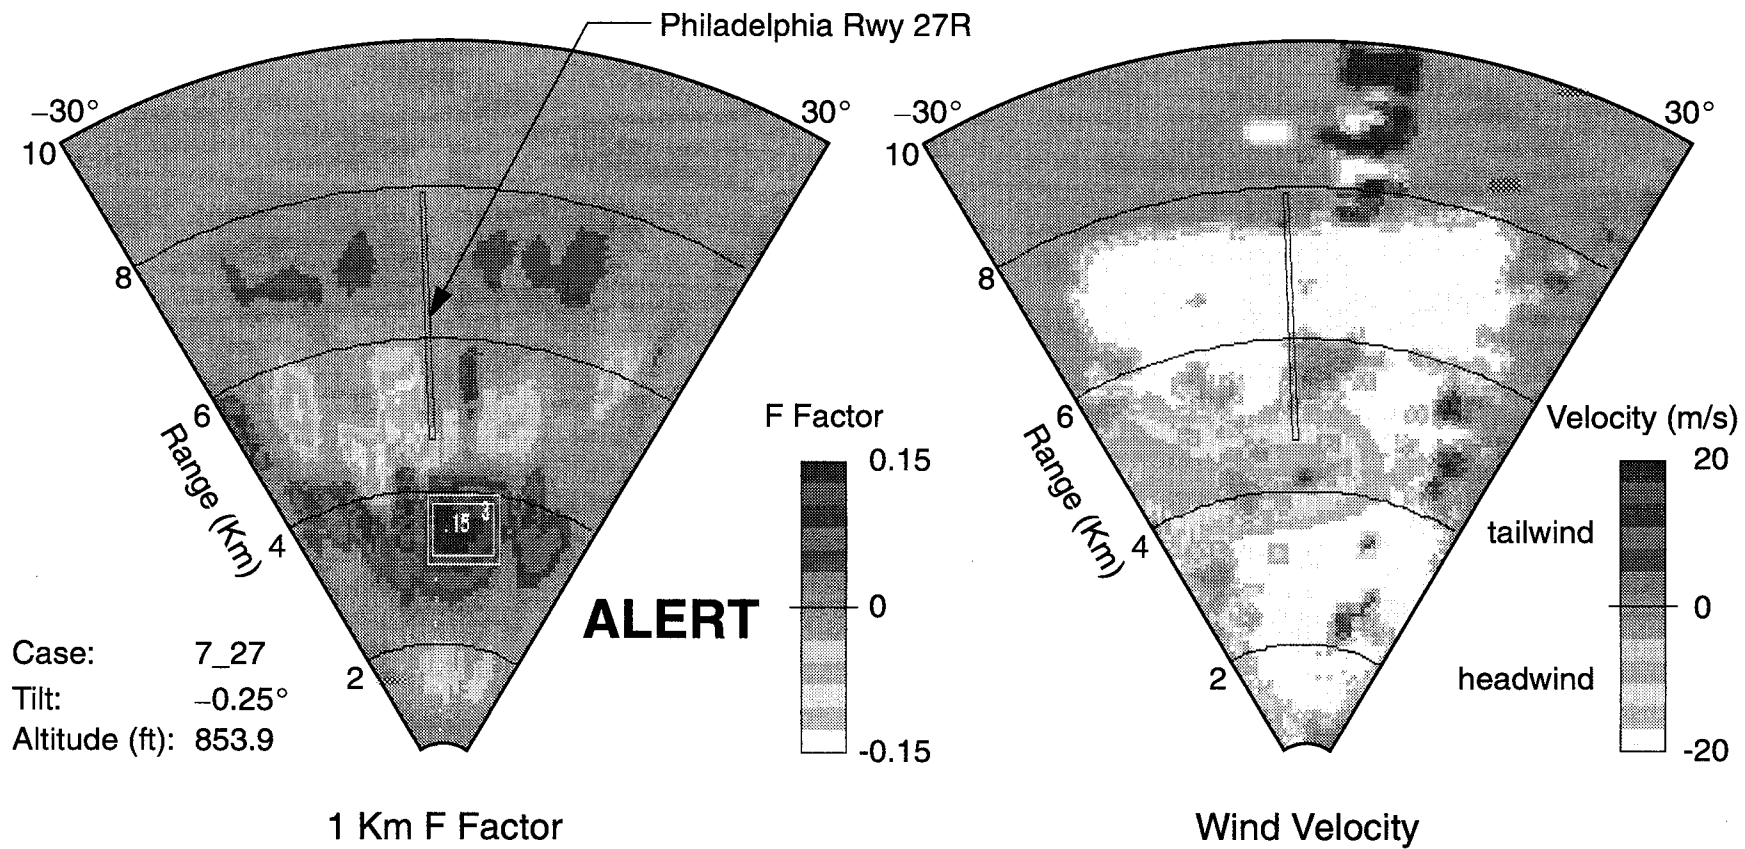 Philadelphia Rwy 27R
−30°
30°
10
8
6
4
2
Range (Km)
.15
3
F Factor
0.15
0
-0.15
ALERT
Case: 7_27
Tilt: −0.25°
Altitude (ft): 853.9
1 Km F Factor
−30°
30°
10
8
6
4
2
Range (Km)
Velocity (m/s)
20
tailwind
0
headwind
-20
Wind Velocity